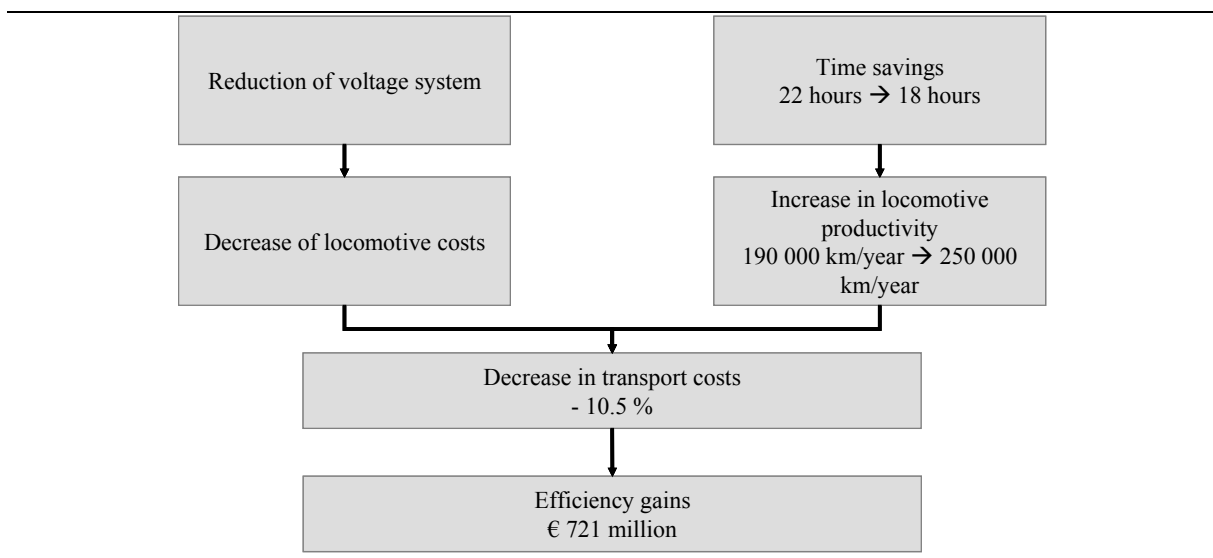 Reduction of voltage system
Time savings
22 hours → 18 hours
Decrease of locomotive costs
Increase in locomotive
productivity
190 000 km/year → 250 000
km/year
Decrease in transport costs
- 10.5 %
Efficiency gains
€ 721 million